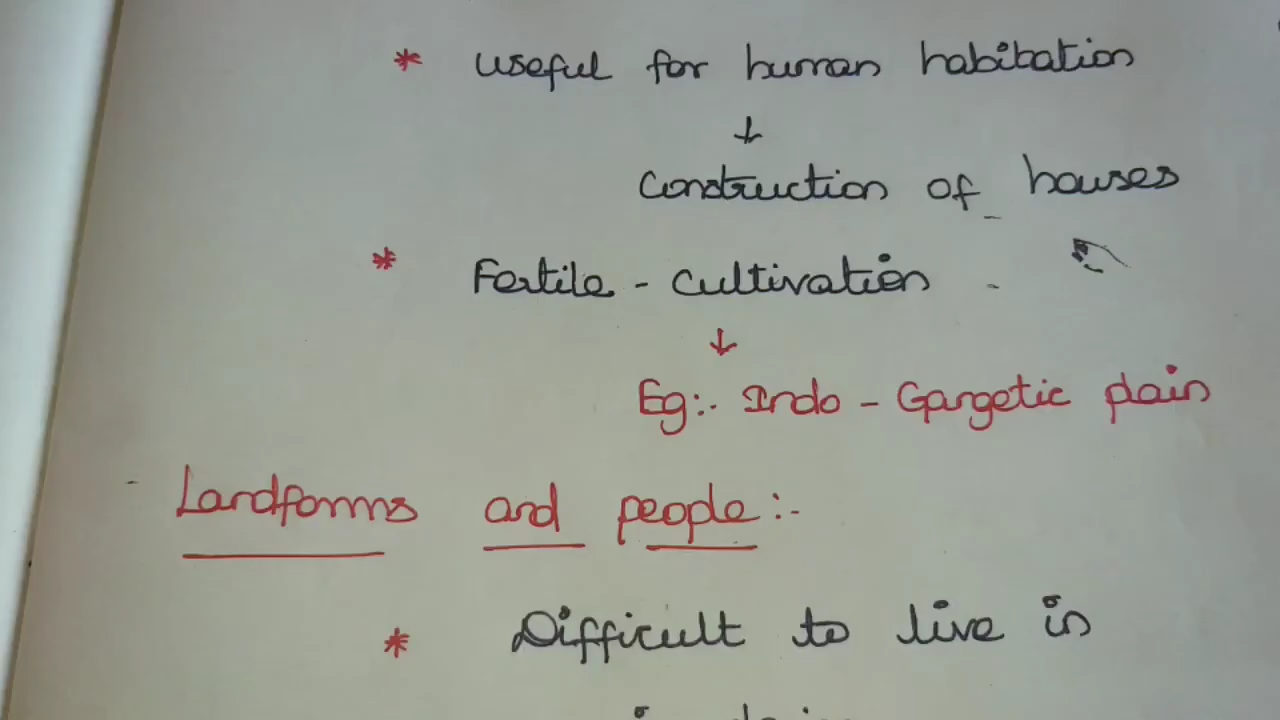 * Useful for human habitation
↓
Construction of houses
* Fertile - Cultivation
↓
Eg:- Indo - Gangetic plain
Landforms and people :-
* Difficult to live in